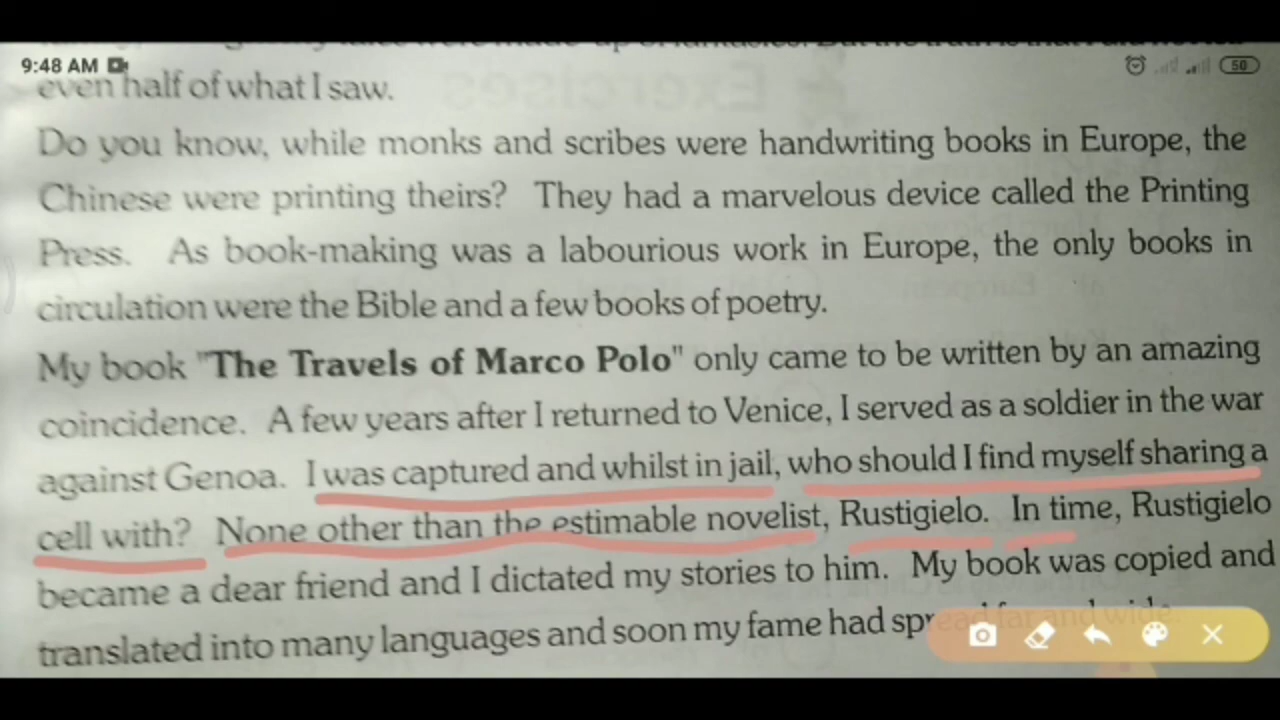 9:48 AM
50
even half of what I saw.
Do you know, while monks and scribes were handwriting books in Europe, the
Chinese were printing theirs? They had a marvelous device called the Printing
Press. As book-making was a labourious work in Europe, the only books in
circulation were the Bible and a few books of poetry.
My book "The Travels of Marco Polo" only came to be written by an amazing
coincidence. A few years after I returned to Venice, I served as a soldier in the war
against Genoa. I was captured and whilst in jail, who should I find myself sharing a
cell with? None other than the estimable novelist, Rustigielo. In time, Rustigielo
became a dear friend and I dictated my stories to him. My book was copied and
translated into many languages and soon my fame had spread far and wide.